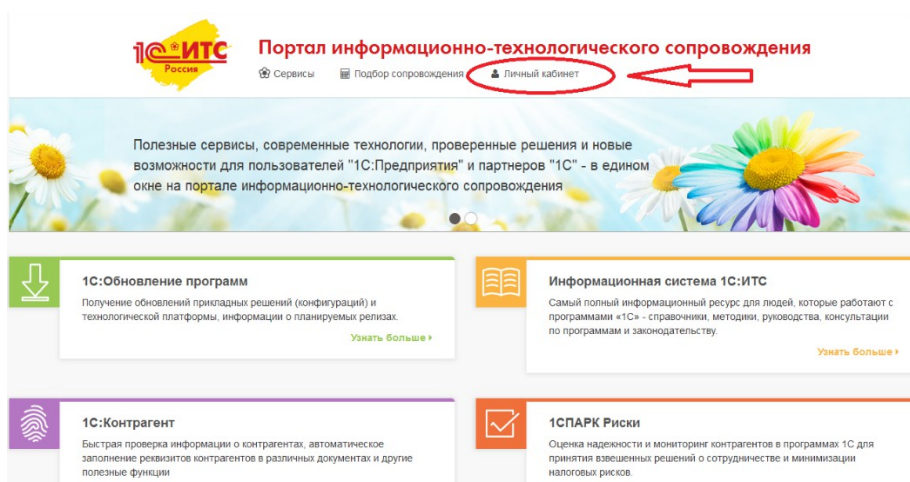 1С:ИТС
Россия
Портал информационно-технологического сопровождения
Сервисы Подбор сопровождения Личный кабинет
Полезные сервисы, современные технологии, проверенные решения и новые
возможности для пользователей "1С:Предприятия" и партнеров "1С" - в едином
окне на портале информационно-технологического сопровождения
1С:Обновление программ
Получение обновлений прикладных решений (конфигураций) и
технологической платформы, информации о планируемых релизах.
Узнать больше
Информационная система 1С:ИТС
Самый полный информационный ресурс для людей, которые работают с
программами «1С» - справочники, методики, руководства, консультации
по программам и законодательству.
Узнать больше
1С:Контрагент
Быстрая проверка информации о контрагентах, автоматическое
заполнение реквизитов контрагентов в различных документах и другие
полезные функции
1СПАРК Риски
Оценка надежности и мониторинг контрагентов в программах 1С для
принятия взвешенных решений о сотрудничестве и минимизации
налоговых рисков.